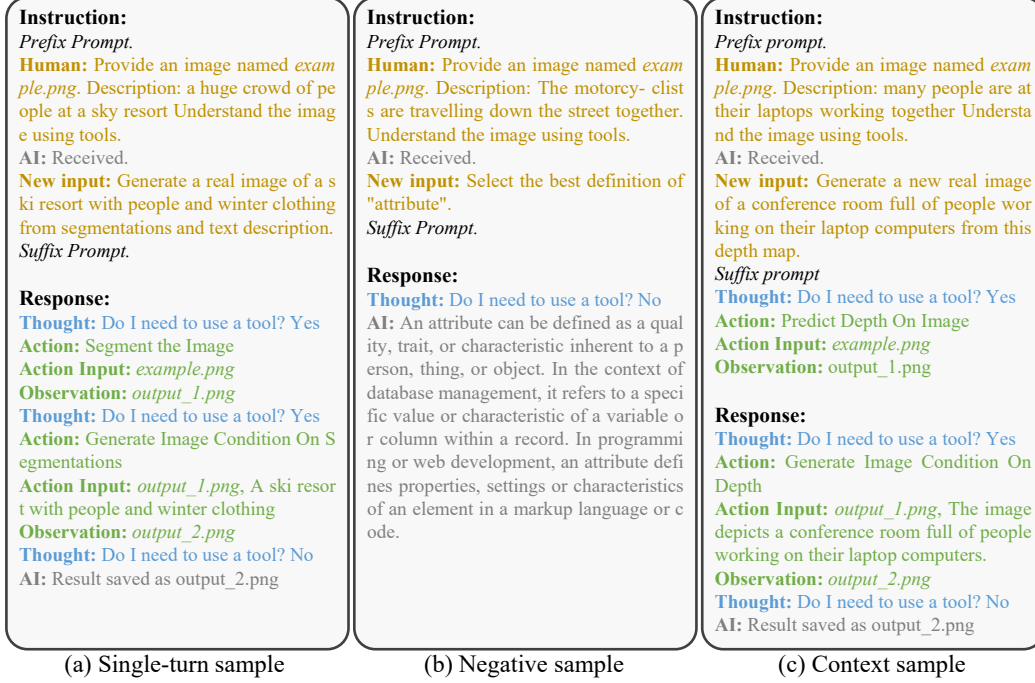 Instruction:
Prefix Prompt.
Human: Provide an image named exam
ple.png. Description: a huge crowd of pe
ople at a sky resort Understand the imag
e using tools.
AI: Received.
New input: Generate a real image of a s
ki resort with people and winter clothing
from segmentations and text description.
Suffix Prompt.
Response:
Thought: Do I need to use a tool? Yes
Action: Segment the Image
Action Input: example.png
Observation: output_1.png
Thought: Do I need to use a tool? Yes
Action: Generate Image Condition On S
egmentations
Action Input: output_1.png, A ski resor
t with people and winter clothing
Observation: output_2.png
Thought: Do I need to use a tool? No
AI: Result saved as output_2.png
(a) Single-turn sample
Instruction:
Prefix Prompt.
Human: Provide an image named exam
ple.png. Description: The motorcy- clist
s are travelling down the street together.
Understand the image using tools.
AI: Received.
New input: Select the best definition of
"attribute".
Suffix Prompt.
Response:
Thought: Do I need to use a tool? No
AI: An attribute can be defined as a qual
ity, trait, or characteristic inherent to a p
erson, thing, or object. In the context of
database management, it refers to a speci
fic value or characteristic of a variable o
r column within a record. In programmi
ng or web development, an attribute defi
nes properties, settings or characteristics
of an element in a markup language or c
ode.
(b) Negative sample
Instruction:
Prefix prompt.
Human: Provide an image named exam
ple.png. Description: many people are at
their laptops working together Understa
nd the image using tools.
AI: Received.
New input: Generate a new real image
of a conference room full of people wor
king on their laptop computers from this
depth map.
Suffix prompt
Thought: Do I need to use a tool? Yes
Action: Predict Depth On Image
Action Input: example.png
Observation: output_1.png
Response:
Thought: Do I need to use a tool? Yes
Action: Generate Image Condition On
Depth
Action Input: output_1.png, The image
depicts a conference room full of people
working on their laptop computers.
Observation: output_2.png
Thought: Do I need to use a tool? No
AI: Result saved as output_2.png
(c) Context sample